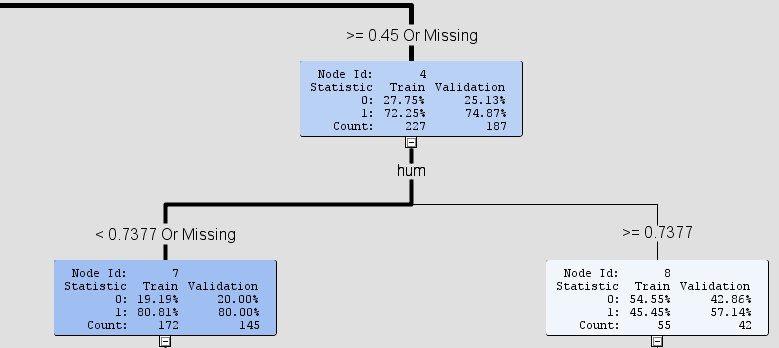 >= 0.45 Or Missing
Node Id: 4
Statistic Train Validation
0: 27.75% 25.13%
1: 72.25% 74.87%
Count: 227 187
hum
< 0.7377 Or Missing
>= 0.7377
Node Id: 7
Statistic Train Validation
0: 19.19% 20.00%
1: 80.81% 80.00%
Count: 172 145
Node Id: 8
Statistic Train Validation
0: 54.55% 42.86%
1: 45.45% 57.14%
Count: 55 42